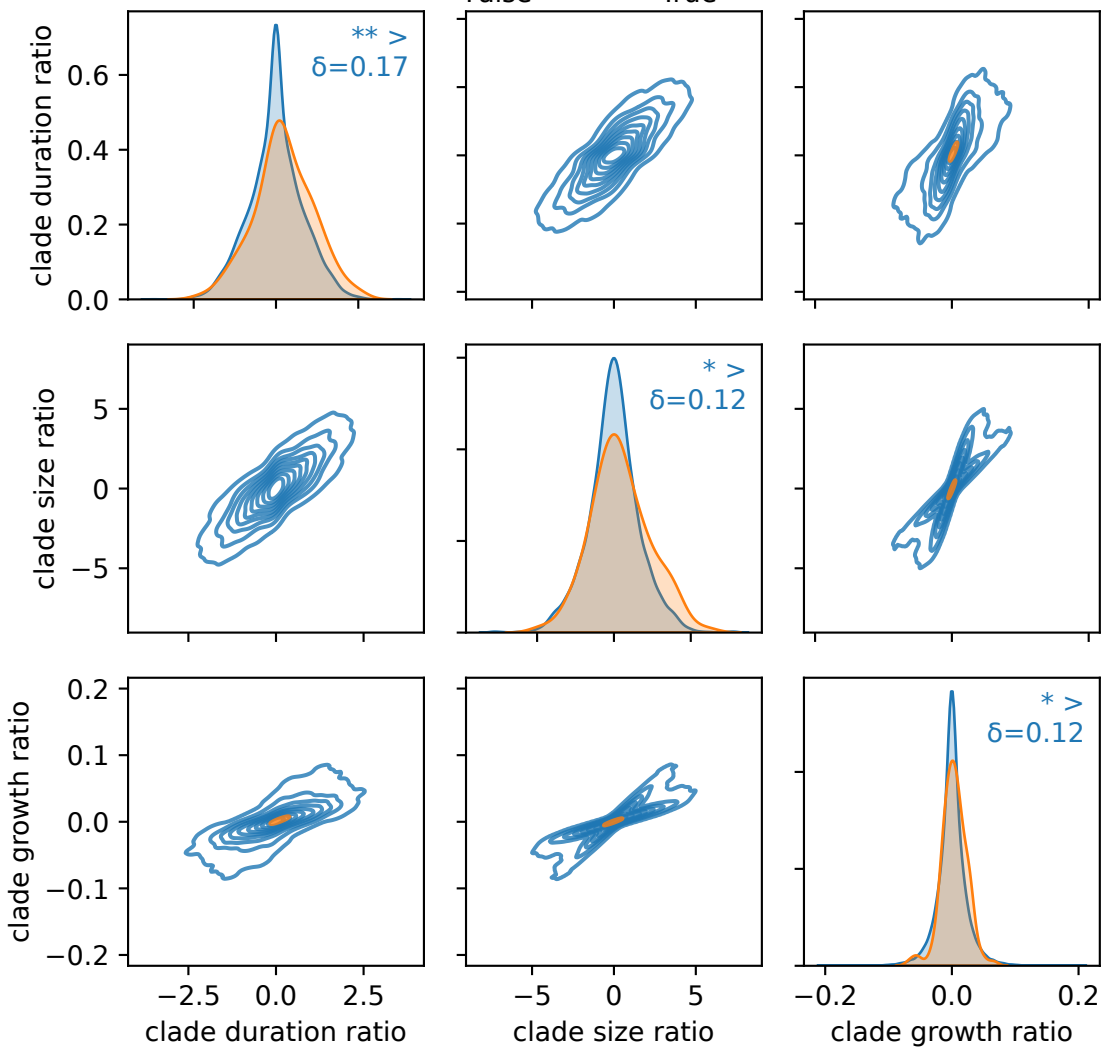 clade duration ratio
0.6
0.4
0.2
0.0
** >
δ=0.17
clade size ratio
5
0
−5
* >
δ=0.12
clade growth ratio
0.2
0.1
0.0
−0.1
−0.2
* >
δ=0.12
−2.5 0.0 2.5
clade duration ratio
−5 0 5
clade size ratio
−0.2 0.0 0.2
clade growth ratio